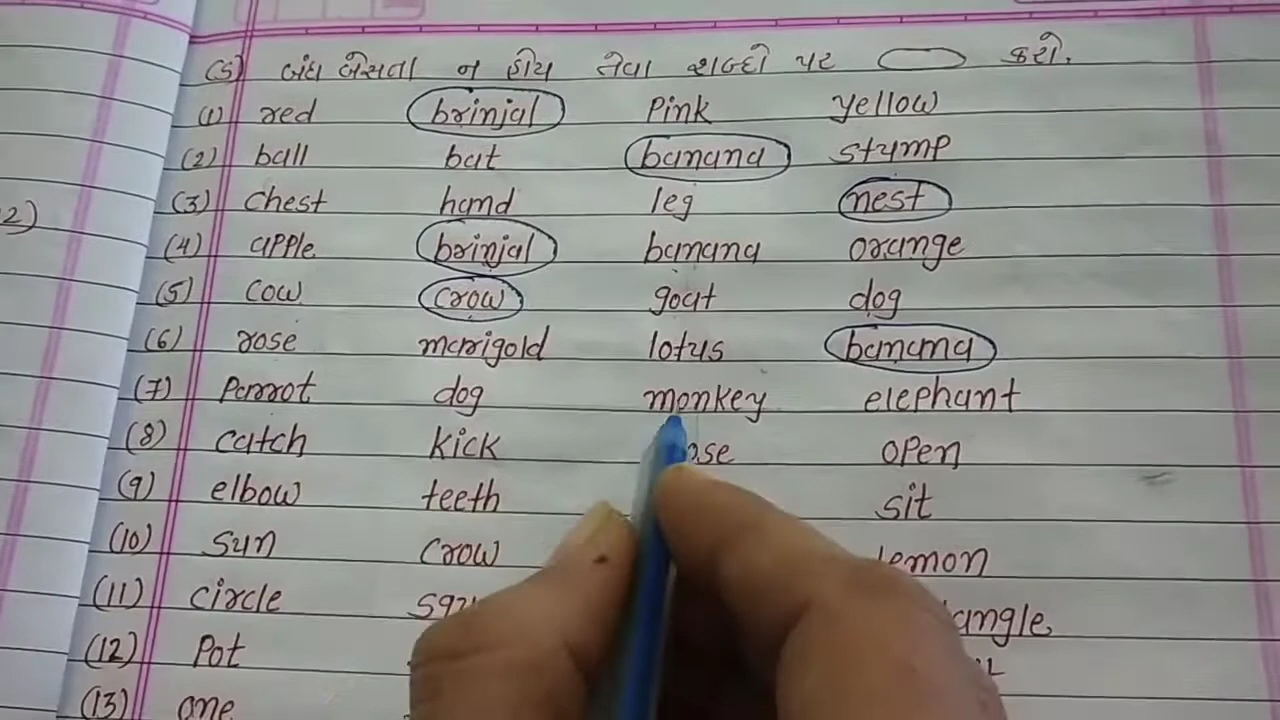 (ડ) બંધ બેસતા ન હોય તેવા શબ્દો પર કરો.
(1) red brinjal Pink yellow
(2) ball bat banana stump
(3) chest hand leg nest
(4) apple brinjal banana orange
(5) cow crow goat dog
(6) rose marigold lotus banana
(7) Parrot dog monkey elephant
(8) catch kick open
2)
(9) elbow teeth sit
(10) Sun Crow lemon
(11) circle
(12) Pot
(13) one